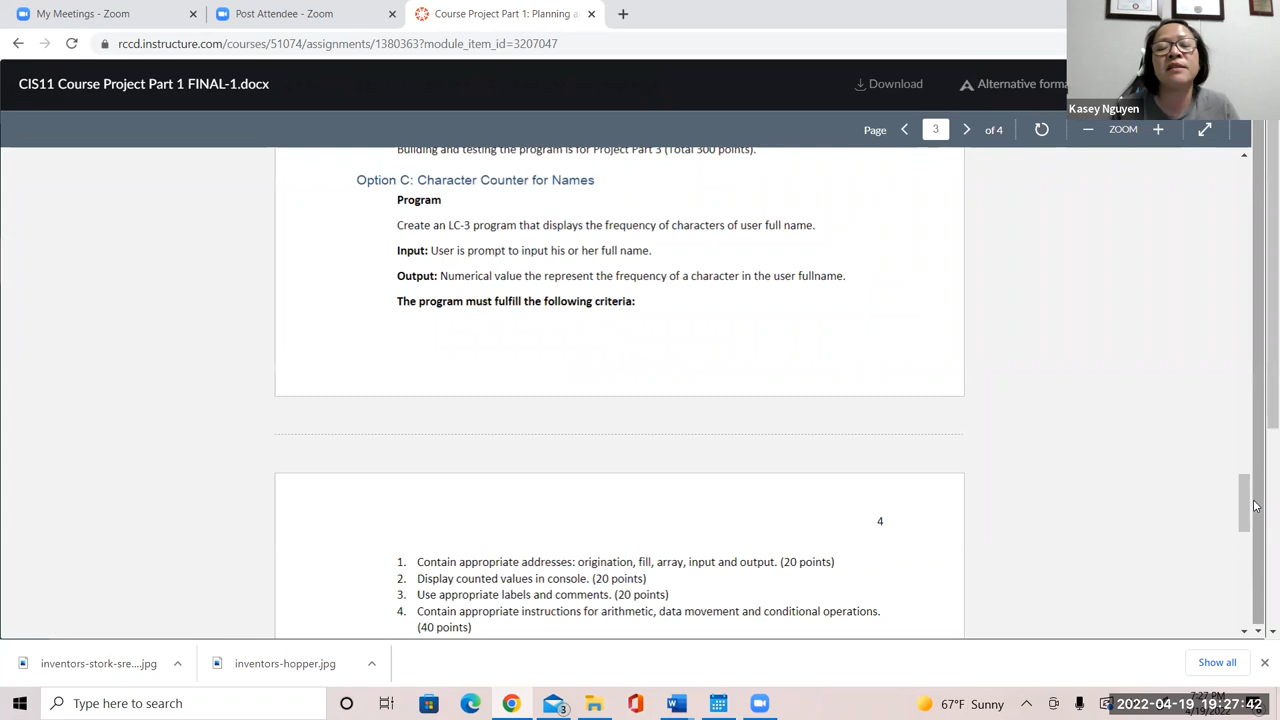 My Meetings - Zoom
Post Attendee - Zoom
Course Project Part 1: Planning a
rccd.instructure.com/courses/51074/assignments/1380363?module_item_id=3207047
CIS11 Course Project Part 1 FINAL-1.docx
Download
Alternative forma
Kasey Nguyen
Page
3
of 4
ZOOM
Building and testing the program is for Project Part 3 (Total 300 points).
Option C: Character Counter for Names
Program
Create an LC-3 program that displays the frequency of characters of user full name.
Input: User is prompt to input his or her full name.
Output: Numerical value the represent the frequency of a character in the user fullname.
The program must fulfill the following criteria:
4
1. Contain appropriate addresses: origination, fill, array, input and output. (20 points)
2. Display counted values in console. (20 points)
3. Use appropriate labels and comments. (20 points)
4. Contain appropriate instructions for arithmetic, data movement and conditional operations.
(40 points)
inventors-stork-sre....jpg
inventors-hopper.jpg
Show all
Type here to search
3
67°F Sunny
7:27 PM
2022-04-19 19:27:42